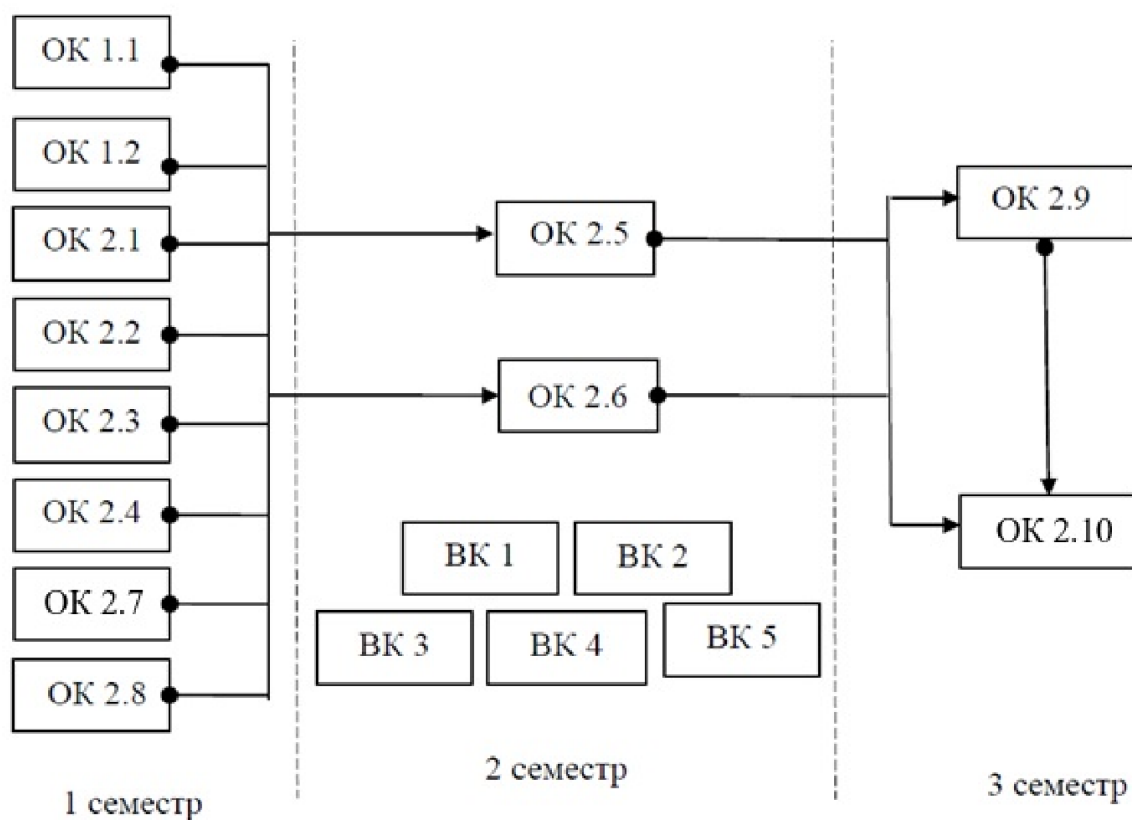 ОК 1.1
ОК 1.2
ОК 2.1
ОК 2.2
ОК 2.3
ОК 2.4
ОК 2.7
ОК 2.8
1 семестр
ОК 2.5
ОК 2.6
ВК 1
ВК 2
ВК 3
ВК 4
ВК 5
2 семестр
ОК 2.9
ОК 2.10
3 семестр